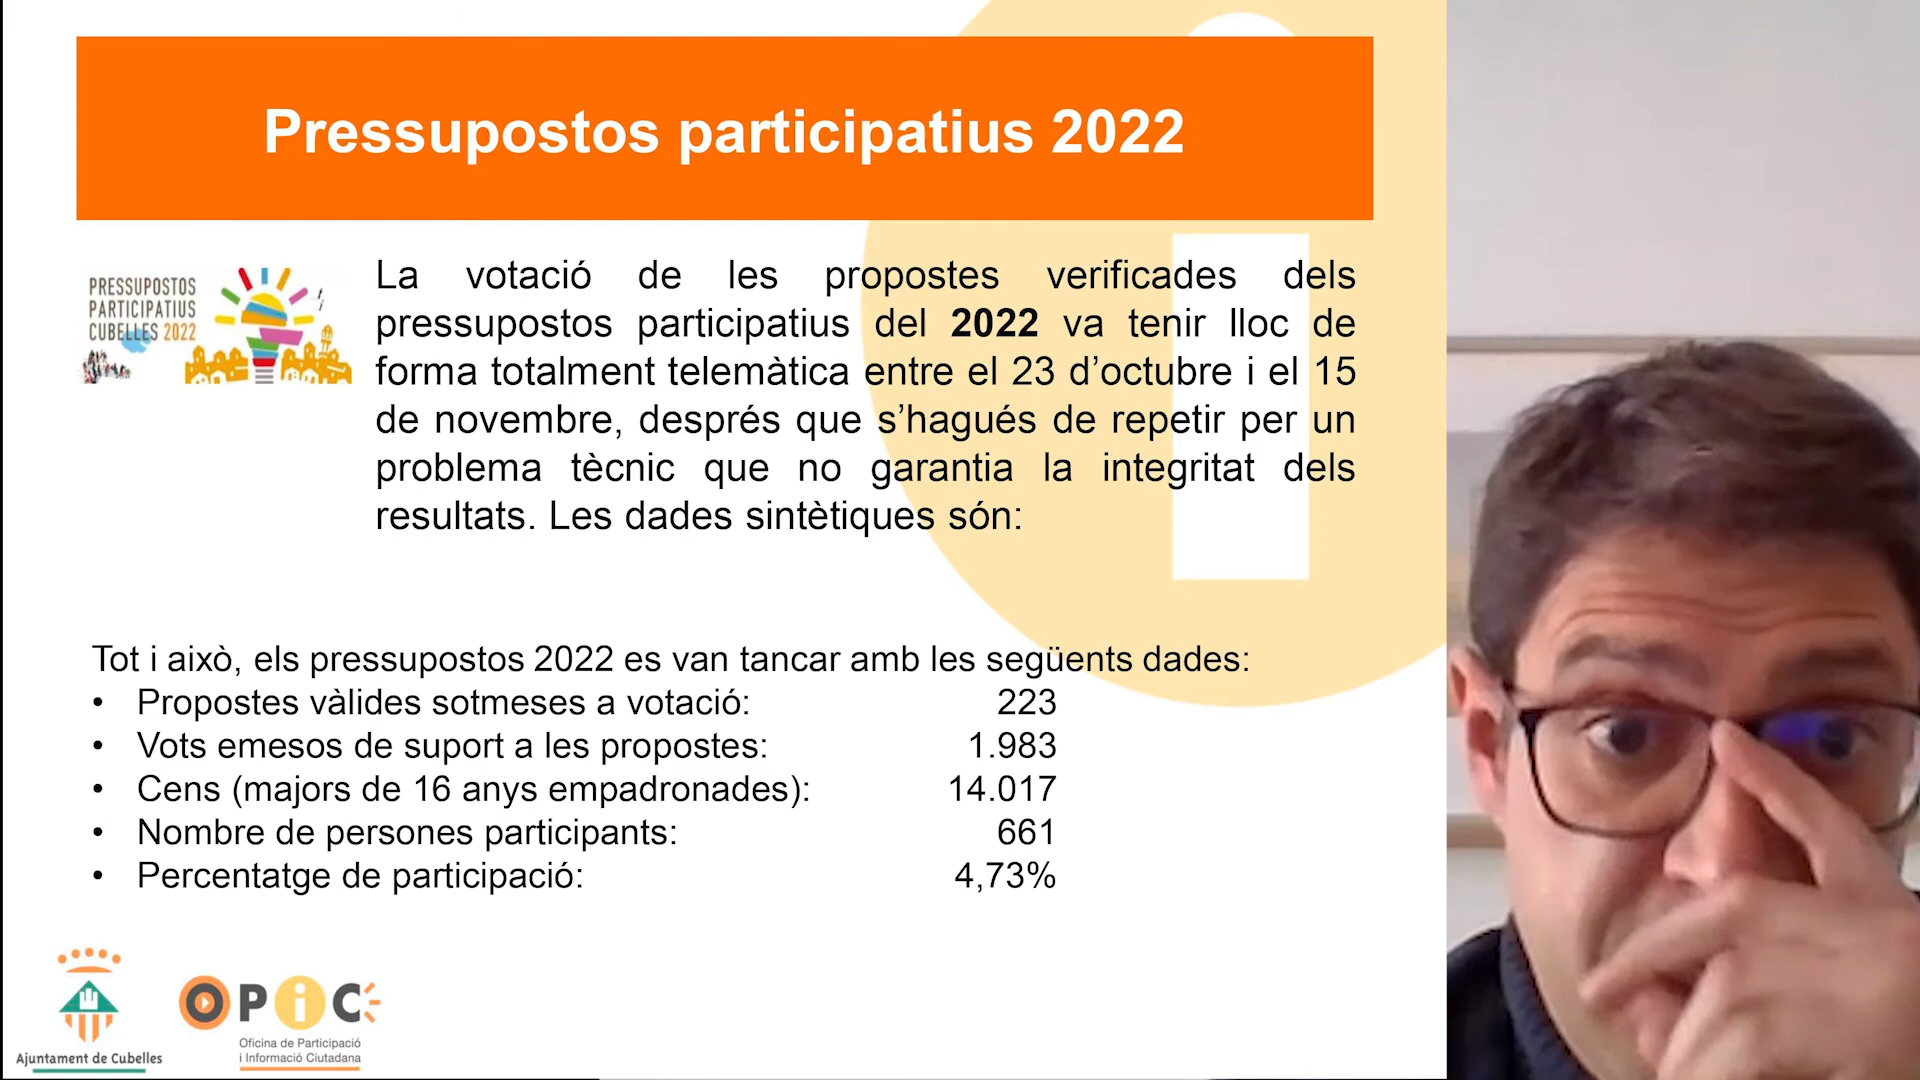 Pressupostos participatius 2022
PRESSUPOSTOS
PARTICIPATIUS
CUBELLES 2022
La votació de les propostes verificades dels
pressupostos participatius del 2022 va tenir lloc de
forma totalment telemàtica entre el 23 d’octubre i el 15
de novembre, després que s’hagués de repetir per un
problema tècnic que no garantia la integritat dels
resultats. Les dades sintètiques són:
Tot i això, els pressupostos 2022 es van tancar amb les següents dades:
• Propostes vàlides sotmeses a votació: 223
• Vots emesos de suport a les propostes: 1.983
• Cens (majors de 16 anys empadronades): 14.017
• Nombre de persones participants: 661
• Percentatge de participació: 4,73%
Ajuntament de Cubelles
OPiC
Oficina de Participació
i Informació Ciutadana